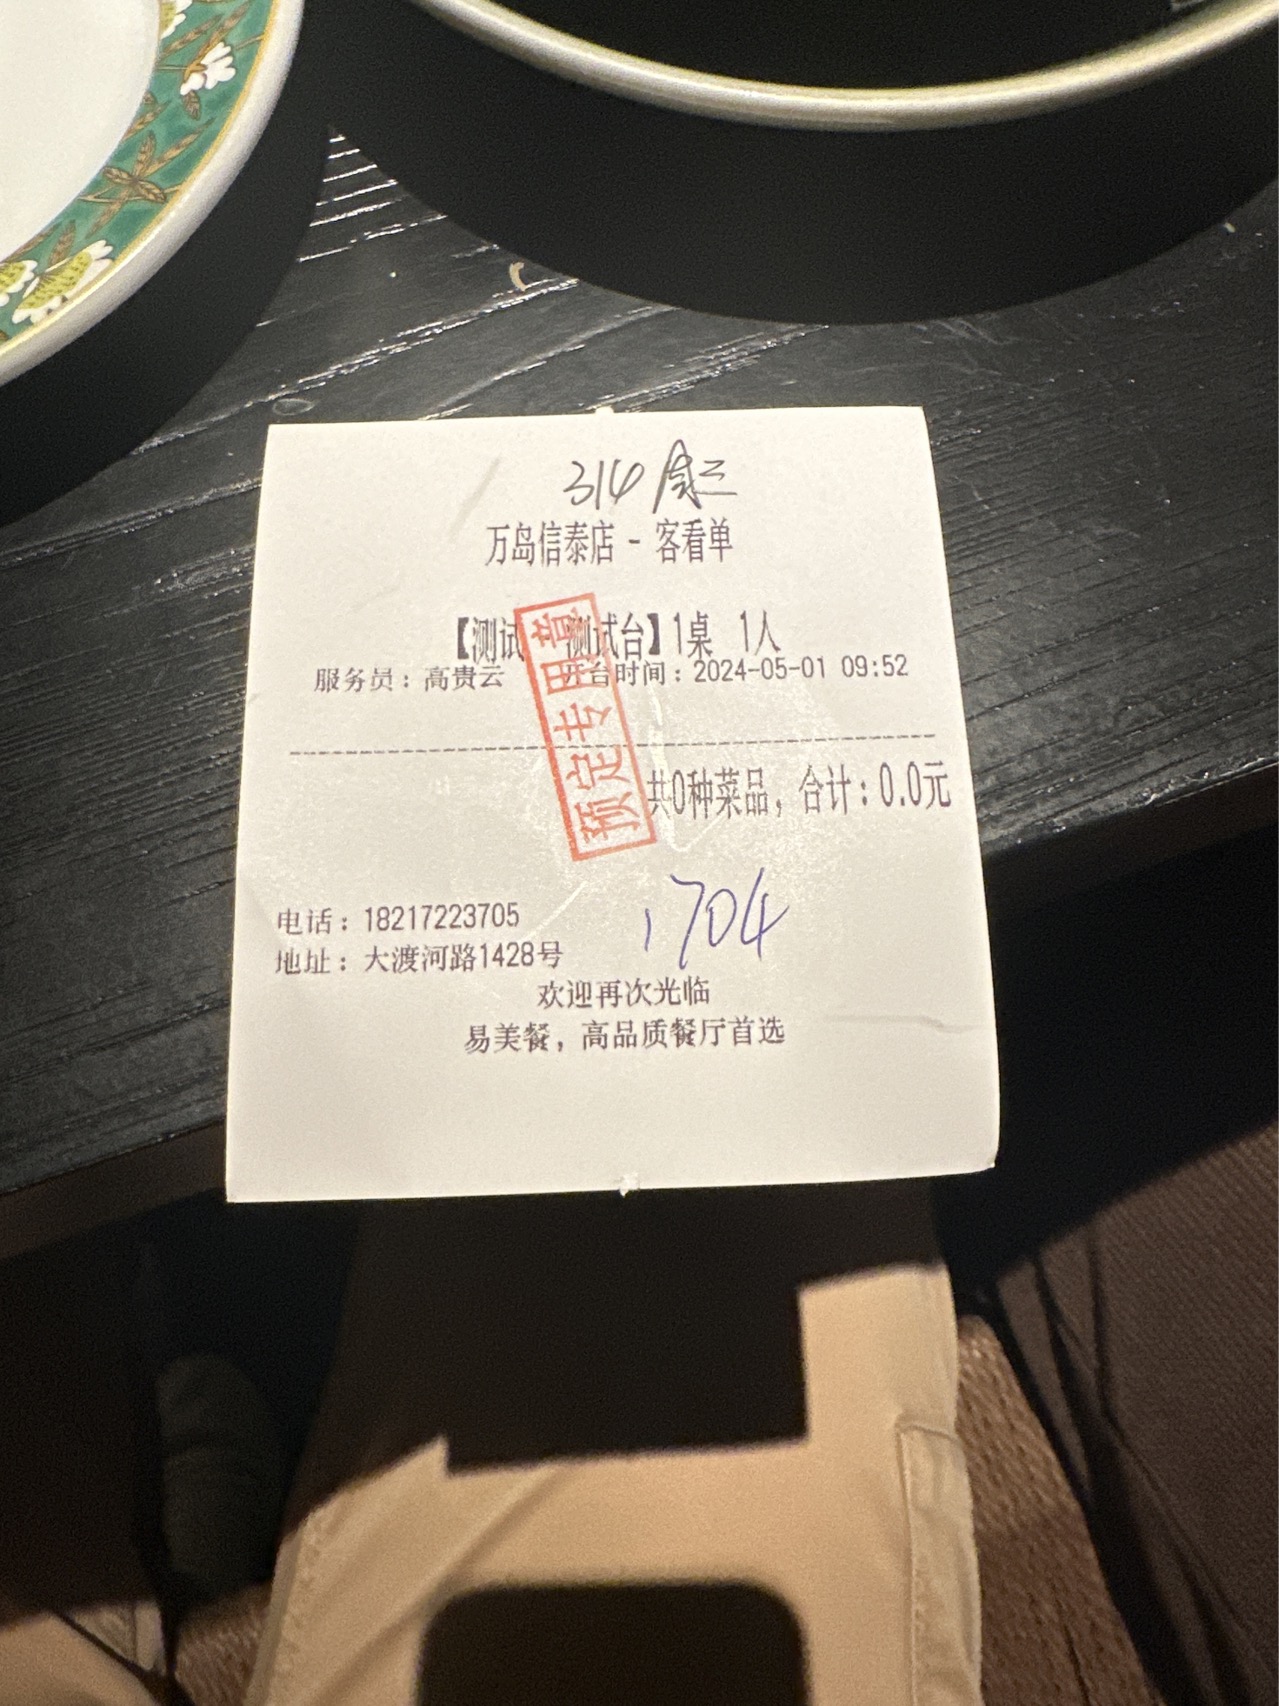 314
万岛信泰店 - 客看单
【测试 测试台】1桌 1人
服务员：高贵云 开台时间：2024-05-01 09:52
预定专用章
共0种菜品，合计：0.0元
1704
电话：18217223705
地址：大渡河路1428号
欢迎再次光临
易美餐，高品质餐厅首选